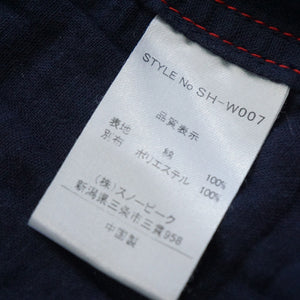 STYLE No SH-W007
品質表示
表地 綿 100%
別布 ポリエステル 100%
(株)スノーピーク
新潟県三条市三貫958
中国製